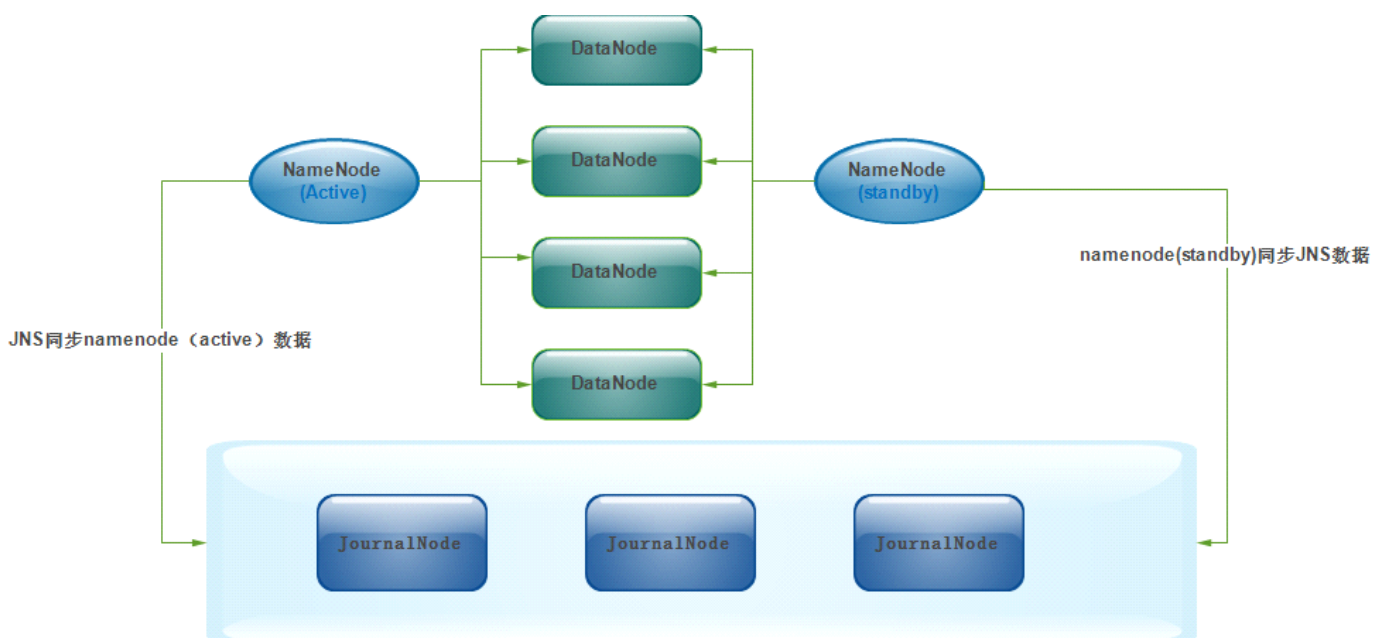 DataNode
DataNode
NameNode
(Active)
NameNode
(standby)
namenode(standby)同步JNS数据
DataNode
JNS同步namenode（active）数据
DataNode
JournalNode
JournalNode
JournalNode